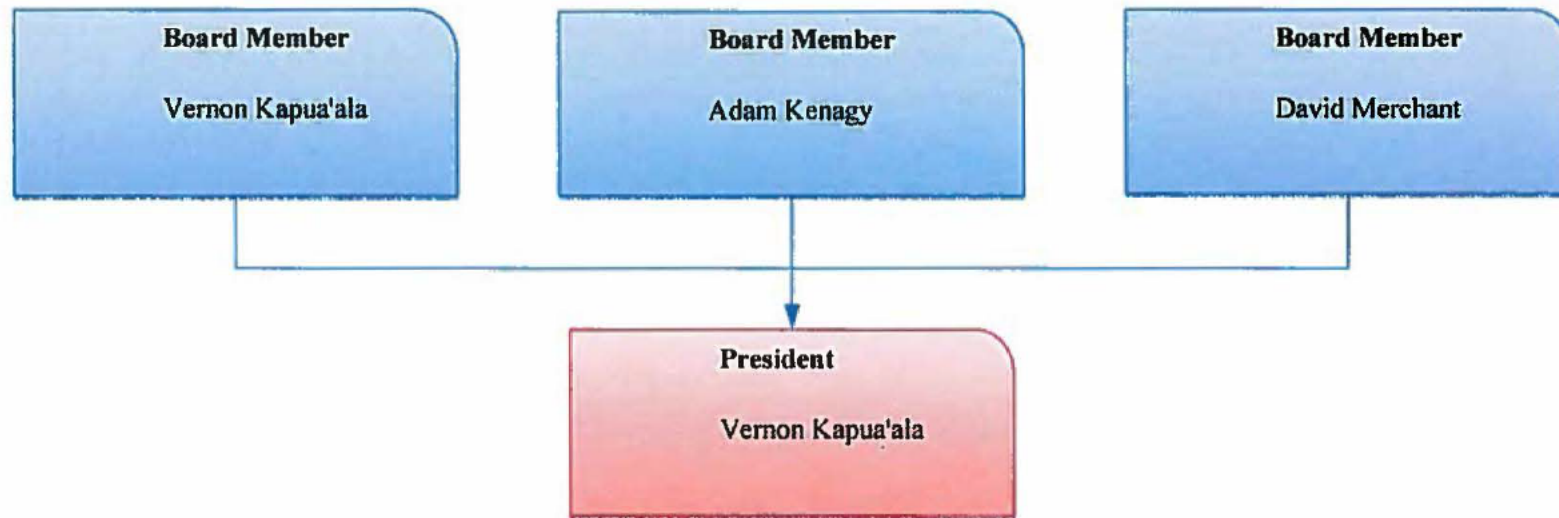 Board Member
Vernon Kapua'ala
Board Member
Adam Kenagy
Board Member
David Merchant
President
Vernon Kapua'ala